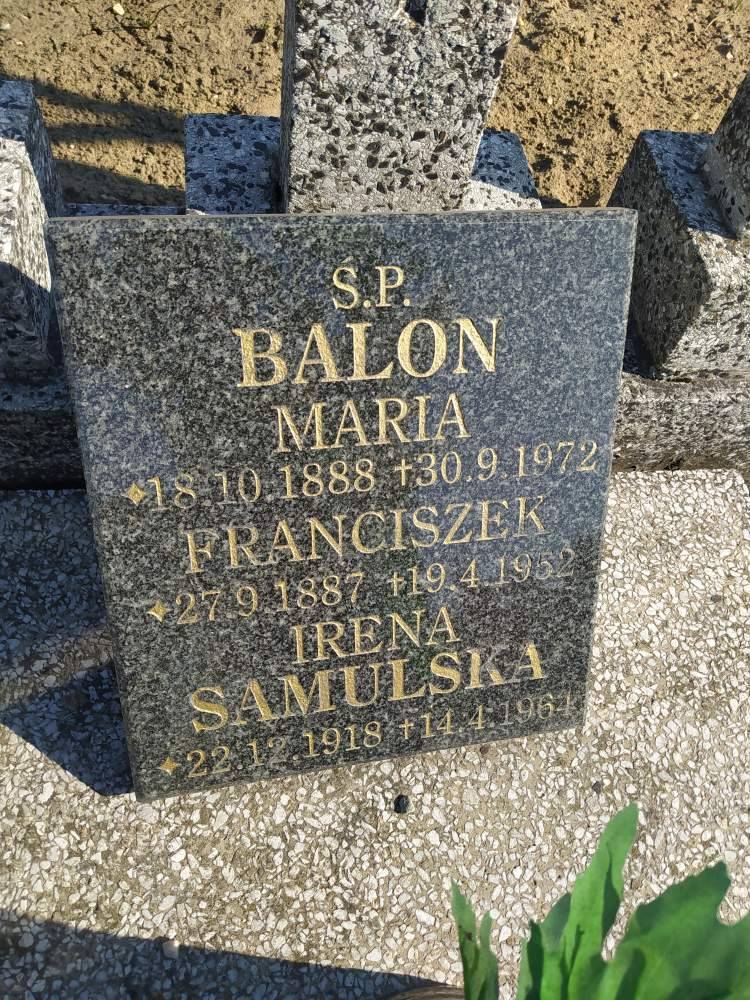 Ś.P.
BALON
MARIA
18.10.1888 †30.9.1972
FRANCISZEK
27.9.1887 †19.4.1952
IRENA
SAMULSKA
22.12.1918 †14.4.1964